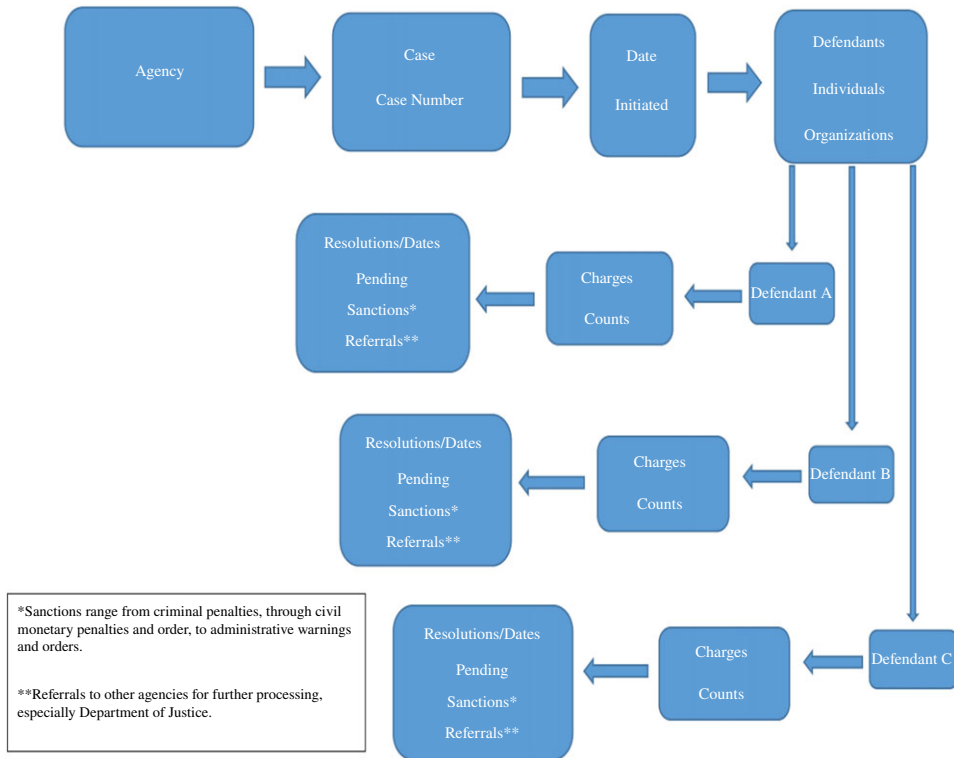 Agency
Case
Case Number
Date
Initiated
Defendants
Individuals
Organizations
Defendant A
Charges
Counts
Resolutions/Dates
Pending
Sanctions*
Referrals**
Defendant B
Charges
Counts
Resolutions/Dates
Pending
Sanctions*
Referrals**
Defendant C
Charges
Counts
Resolutions/Dates
Pending
Sanctions*
Referrals**
*Sanctions range from criminal penalties, through civil
monetary penalties and order, to administrative warnings
and orders.
**Referrals to other agencies for further processing,
especially Department of Justice.